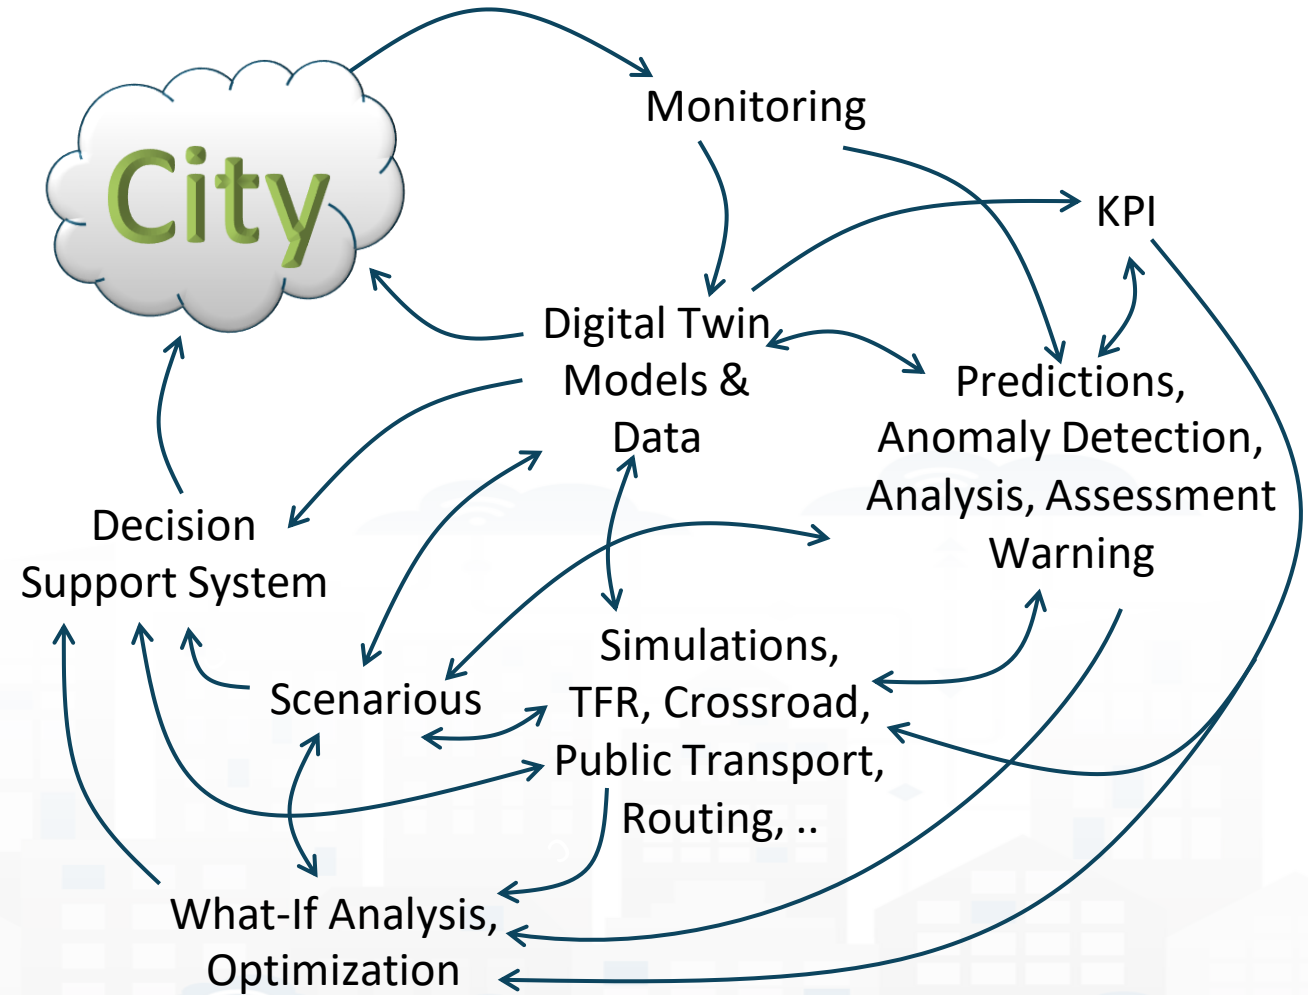 City
Monitoring
KPI
Digital Twin
Models &
Data
Predictions,
Anomaly Detection,
Analysis, Assessment
Warning
Decision
Support System
Scenarious
Simulations,
TFR, Crossroad,
Public Transport,
Routing, ..
What-If Analysis,
Optimization